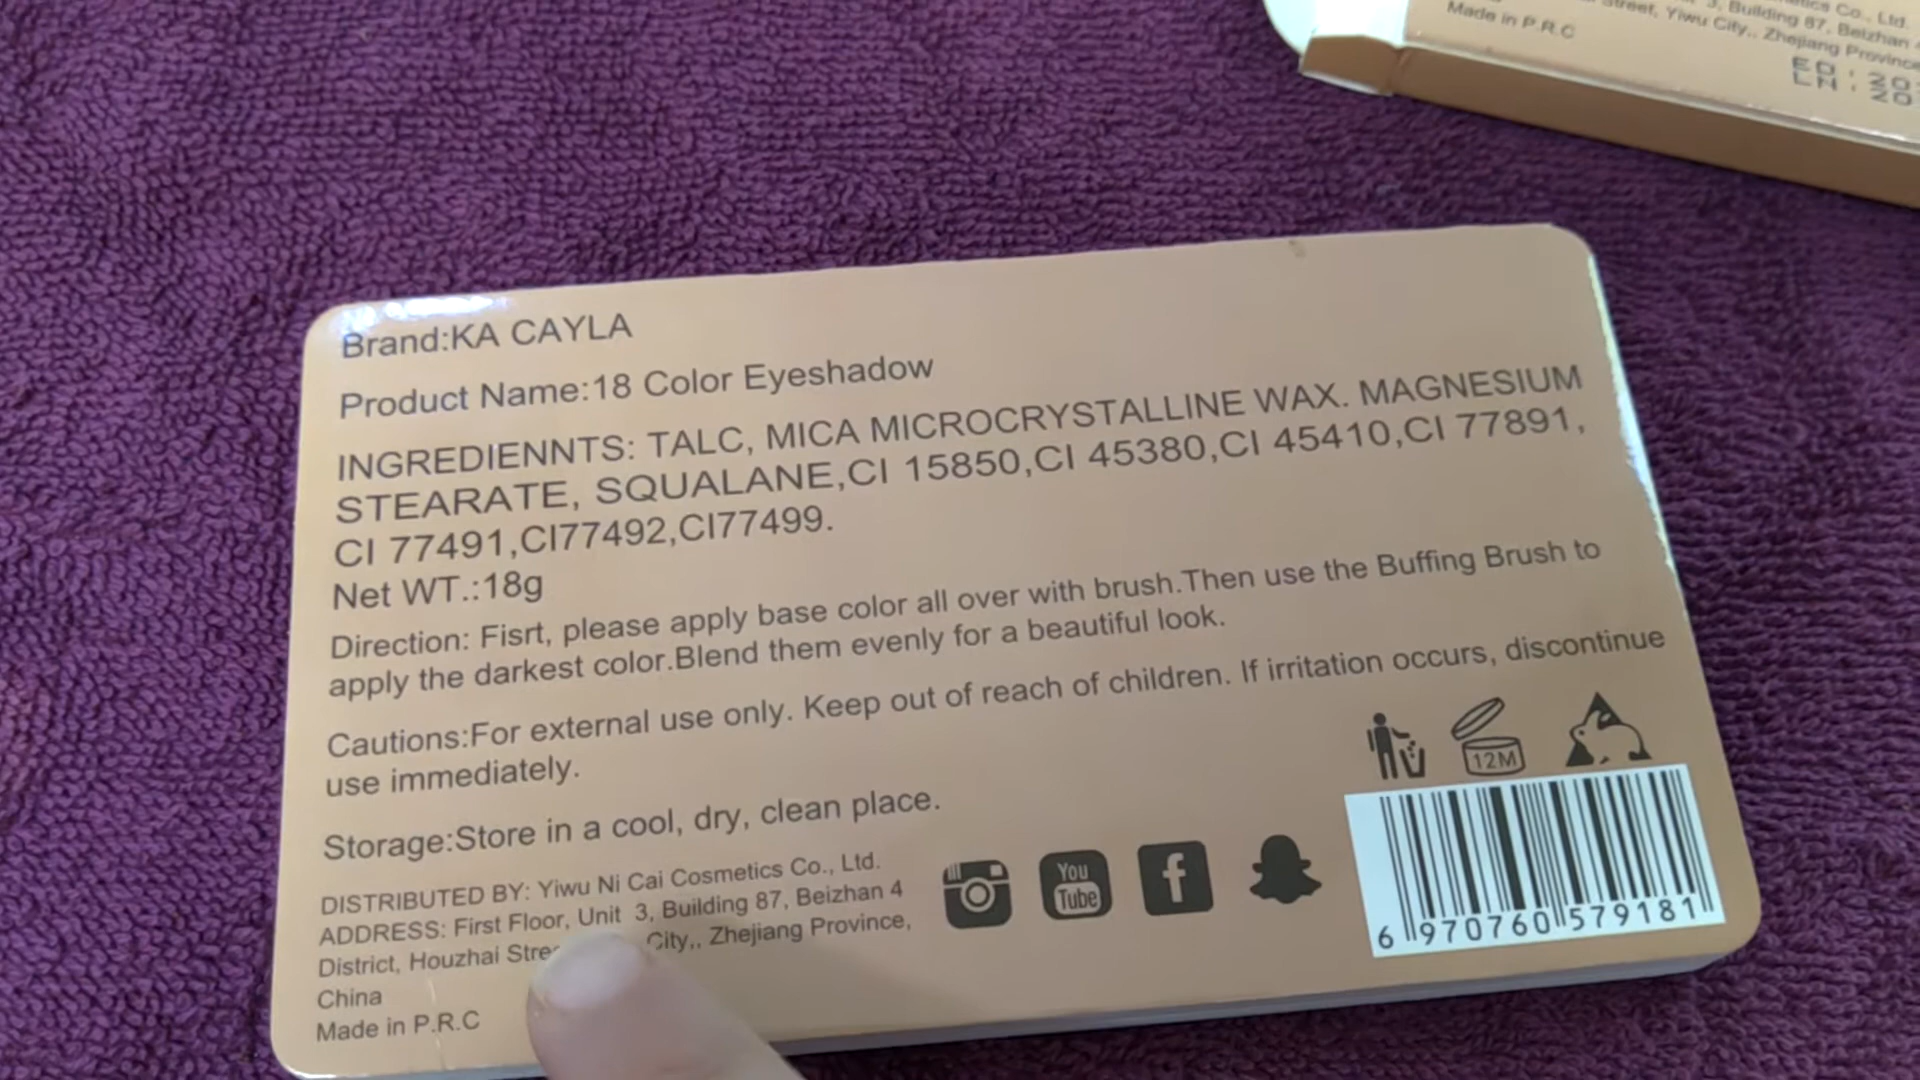 Made in P.R.C
Street, Yiwu City,. Zhejiang Province
3, Building 87, Beizhan
Co., Ltd.
Brand:KA CAYLA
Product Name:18 Color Eyeshadow
INGREDIENNTS: TALC, MICA MICROCRYSTALLINE WAX. MAGNESIUM
STEARATE, SQUALANE,CI 15850,CI 45380,CI 45410,CI 77891,
CI 77491,CI77492,CI77499.
Net WT.:18g
Direction: Fisrt, please apply base color all over with brush.Then use the Buffing Brush to
apply the darkest color.Blend them evenly for a beautiful look.
Cautions:For external use only. Keep out of reach of children. If irritation occurs, discontinue
use immediately.
Storage:Store in a cool, dry, clean place.
DISTRIBUTED BY: Yiwu Ni Cai Cosmetics Co., Ltd.
ADDRESS: First Floor, Unit 3, Building 87, Beizhan 4
District, Houzhai City,. Zhejiang Province,
China
Made in P.R.C
You
Tube
f
12M
6 970760 579181